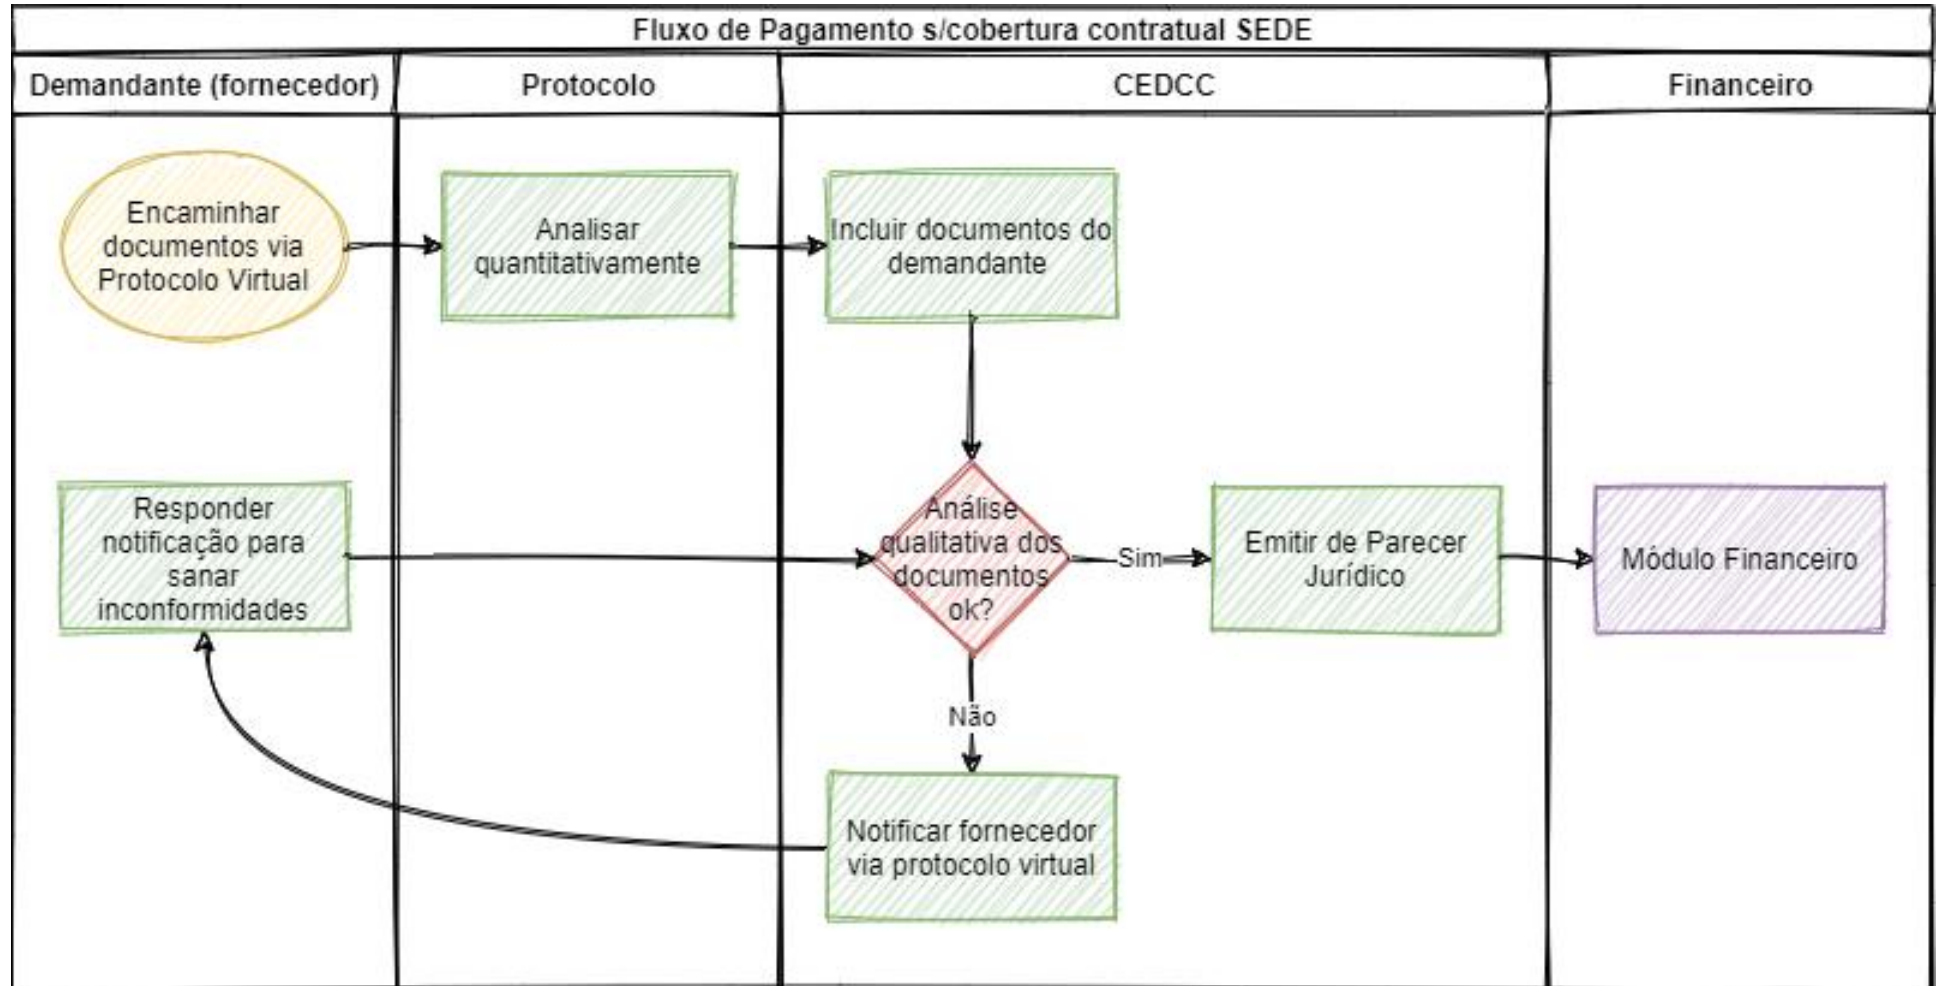 Fluxo de Pagamento s/cobertura contratual SEDE
Demandante (fornecedor)
Protocolo
CEDCC
Financeiro
Encaminhar
documentos via
Protocolo Virtual
Analisar
quantitativamente
Incluir documentos do
demandante
Responder
notificação para
sanar
inconformidades
Análise
qualitativa dos
documentos
ok?
Sim
Emitir de Parecer
Jurídico
Módulo Financeiro
Não
Notificar fornecedor
via protocolo virtual